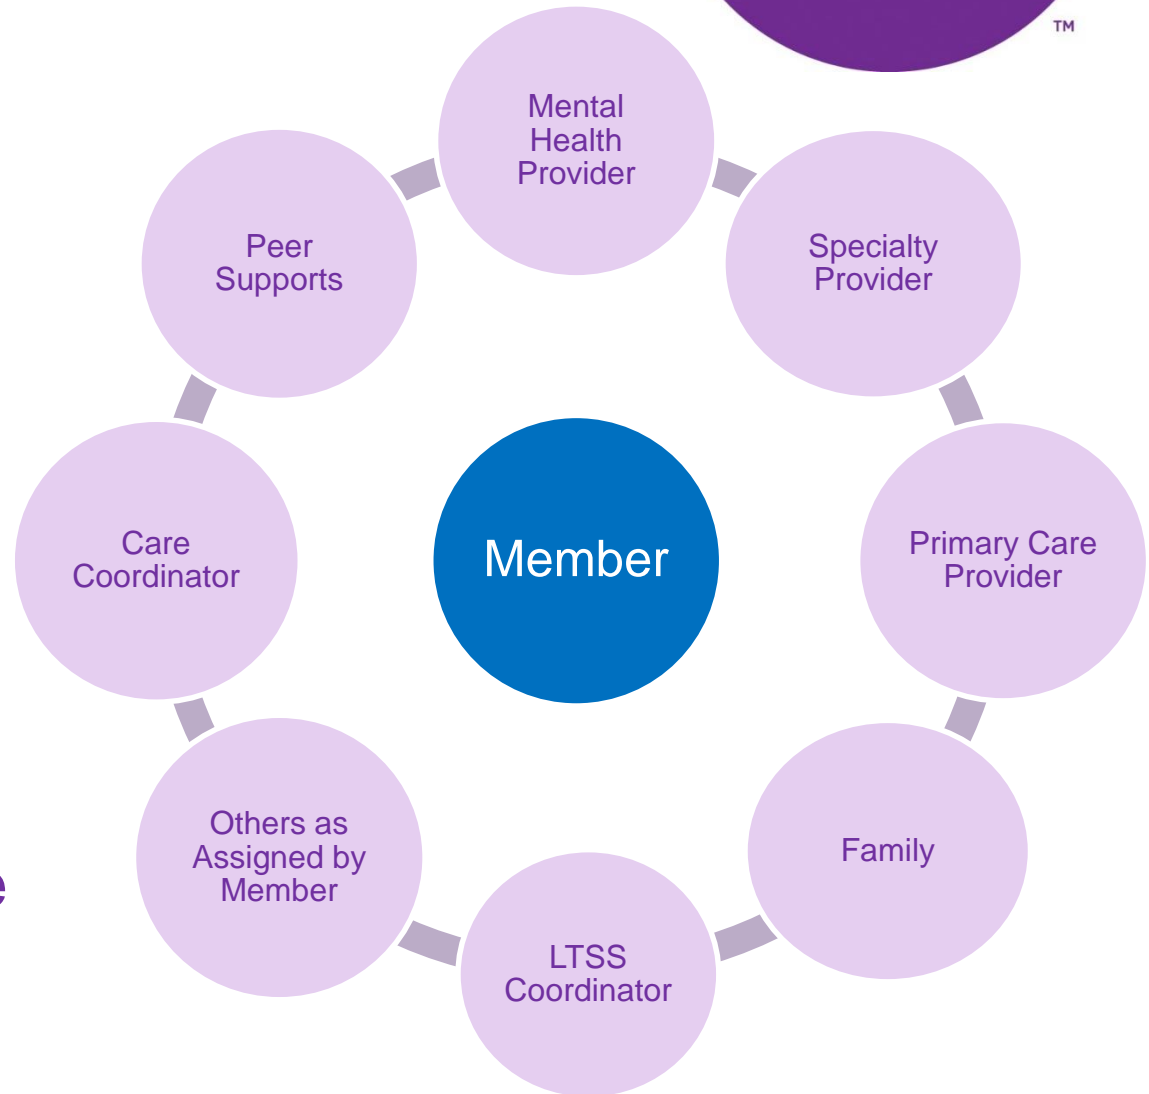 TM
Mental
Health
Provider
Specialty
Provider
Primary Care
Provider
Family
LTSS
Coordinator
Others as
Assigned by
Member
Care
Coordinator
Peer
Supports
Member
e